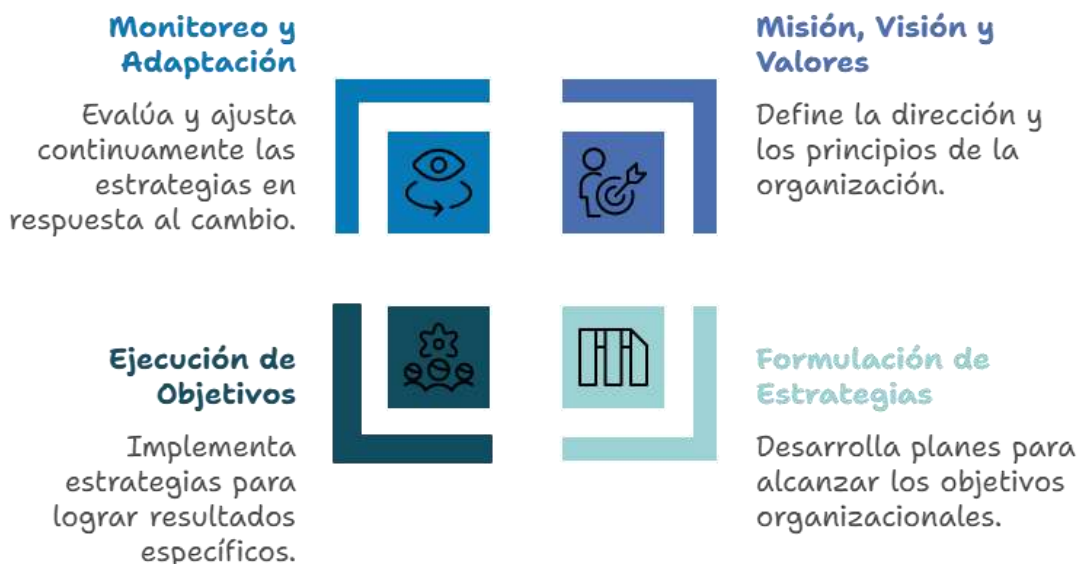 Monitoreo y
Adaptación
Evalúa y ajusta
continuamente las
estrategias en
respuesta al cambio.
Misión, Visión y
Valores
Define la dirección y
los principios de la
organización.
Ejecución de
Objetivos
Implementa
estrategias para
lograr resultados
específicos.
Formulación de
Estrategias
Desarrolla planes para
alcanzar los objetivos
organizacionales.